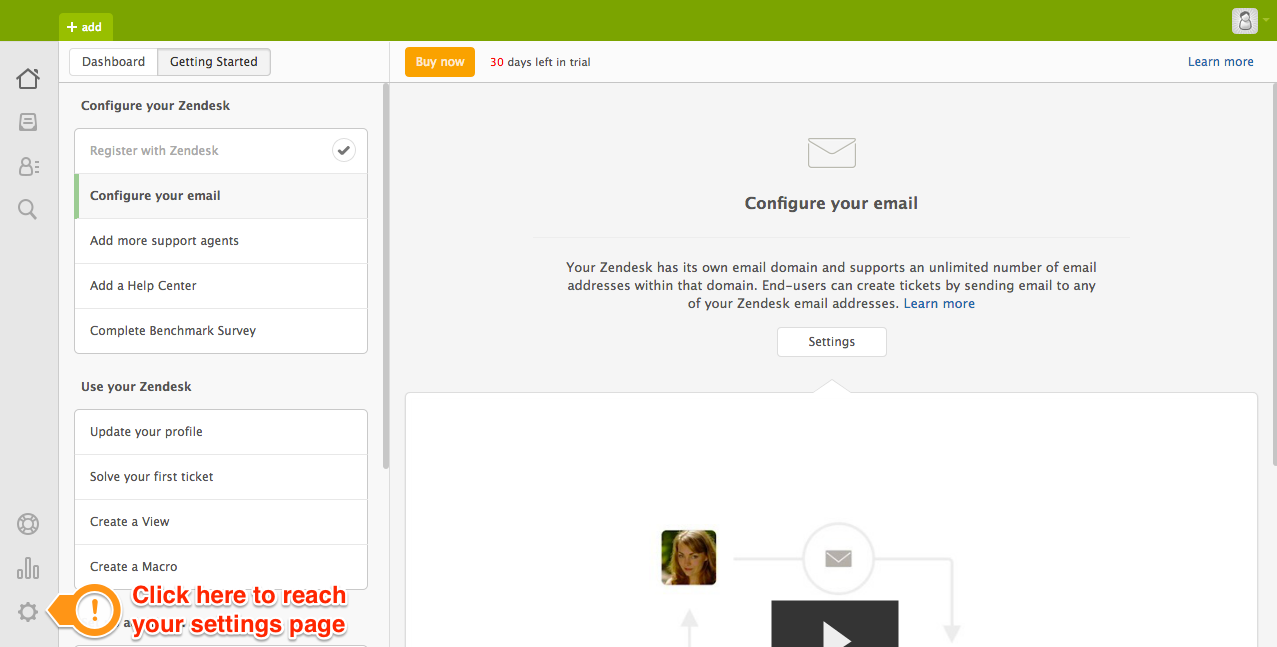 + add
Dashboard
Getting Started
Buy now
30 days left in trial
Learn more
Configure your Zendesk
Register with Zendesk
Configure your email
Add more support agents
Add a Help Center
Complete Benchmark Survey
Use your Zendesk
Update your profile
Solve your first ticket
Create a View
Create a Macro
Click here to reach
your settings page
!
Configure your email
Your Zendesk has its own email domain and supports an unlimited number of email
addresses within that domain. End-users can create tickets by sending email to any
of your Zendesk email addresses. Learn more
Settings